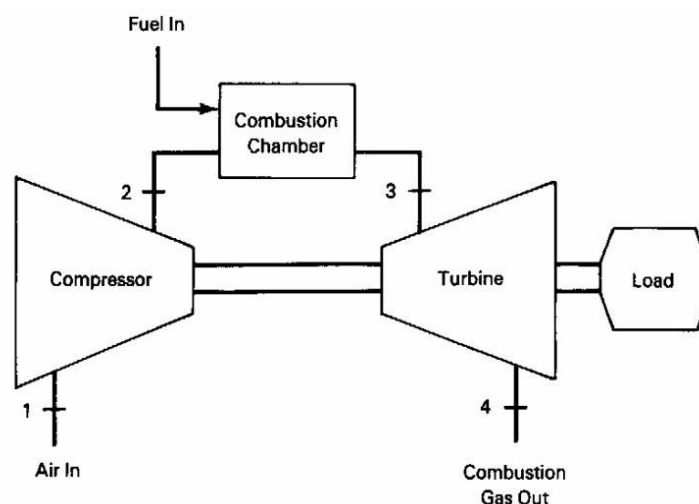 Fuel In
Combustion
Chamber
2
3
Compressor
Turbine
Load
1
4
Air In
Combustion
Gas Out